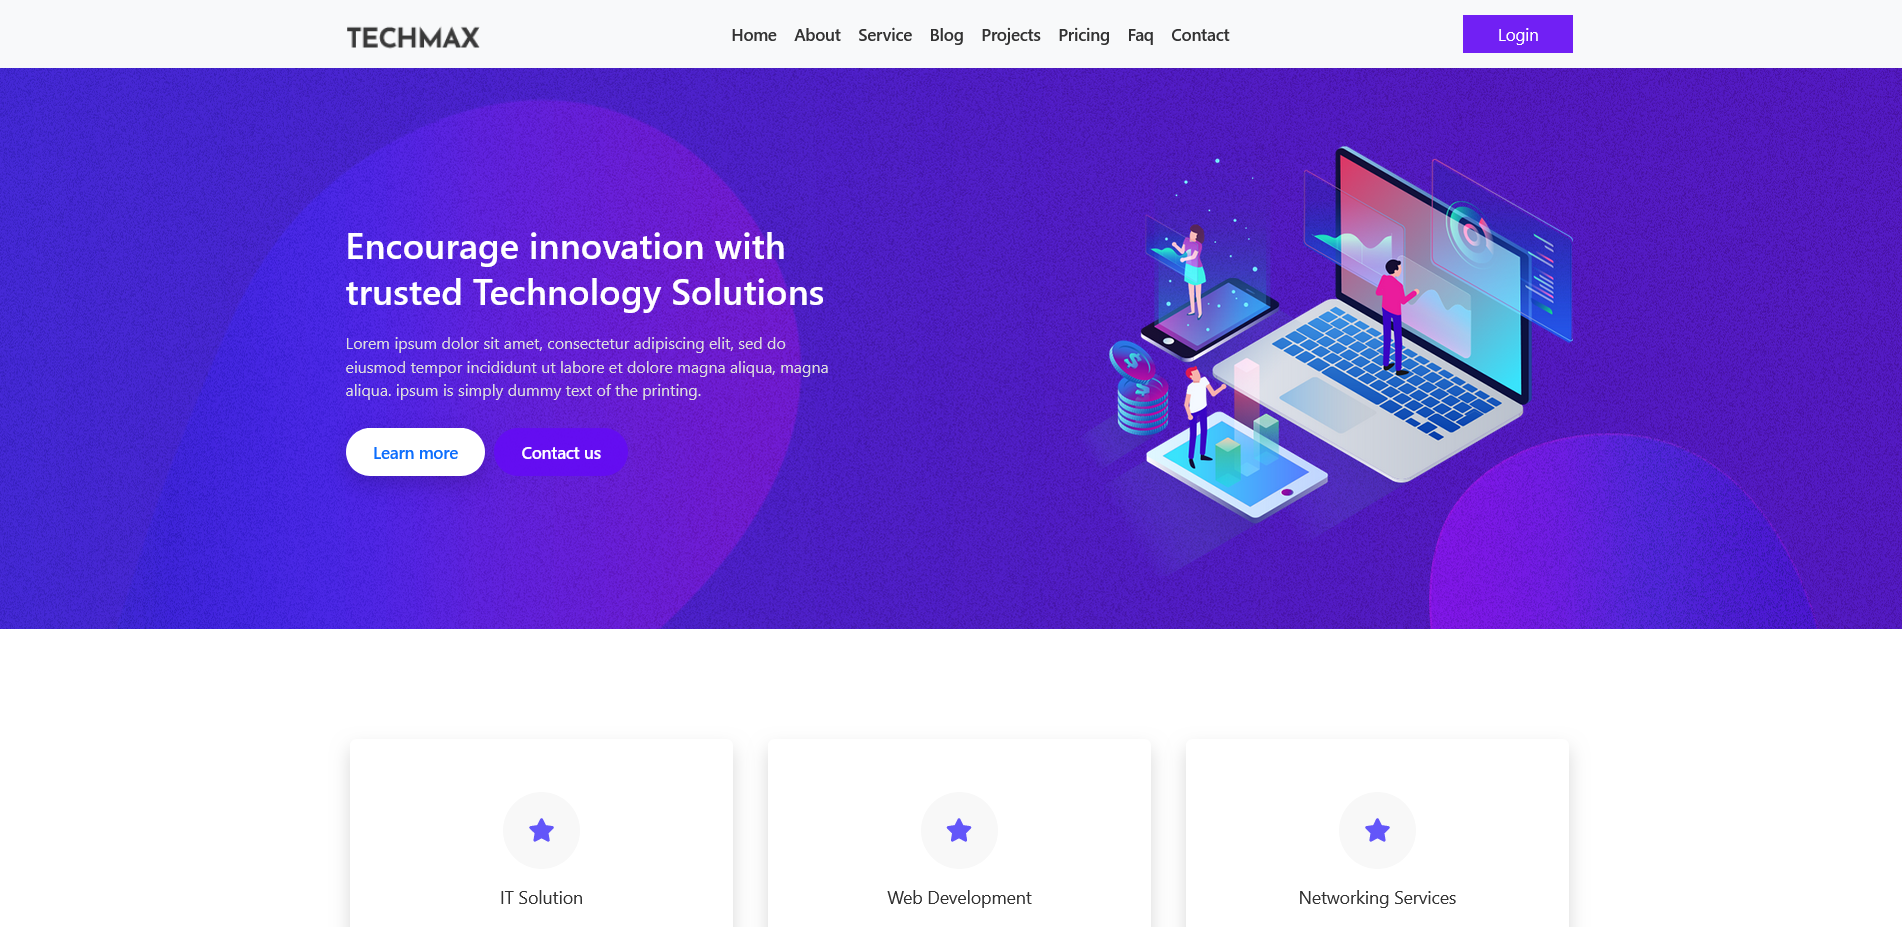 TECHMAX
Home About Service Blog Projects Pricing Faq Contact
Login
Encourage innovation with
trusted Technology Solutions
Lorem ipsum dolor sit amet, consectetur adipiscing elit, sed do
eiusmod tempor incididunt ut labore et dolore magna aliqua, magna
aliqua. ipsum is simply dummy text of the printing.
Learn more
Contact us
$
$
IT Solution
Web Development
Networking Services